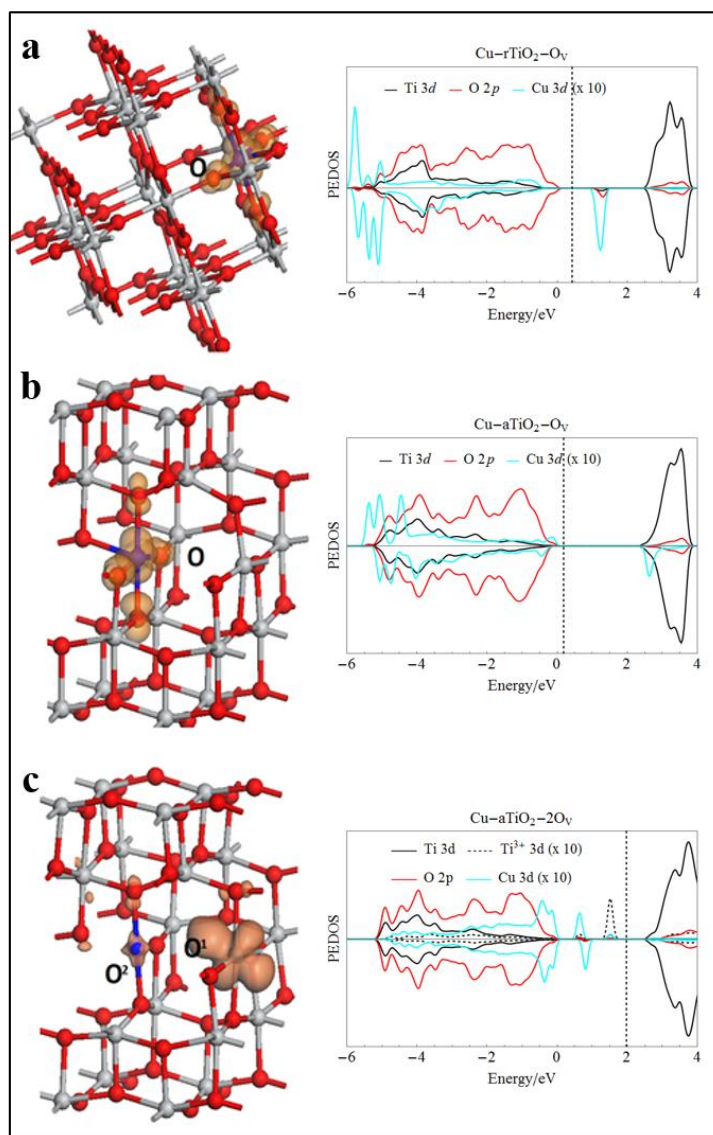 a
Cu–rTiO2–OV
Ti 3d O 2p Cu 3d (x 10)
O
PEDOS
−6 −4 −2 0 2 4
Energy/eV
b
Cu–aTiO2–OV
Ti 3d O 2p Cu 3d (x 10)
O
PEDOS
−6 −4 −2 0 2 4
Energy/eV
c
Cu–aTiO2–2OV
Ti 3d Ti3+ 3d (x 10)
O 2p Cu 3d (x 10)
O1
O2
PEDOS
−6 −4 −2 0 2 4
Energy/eV